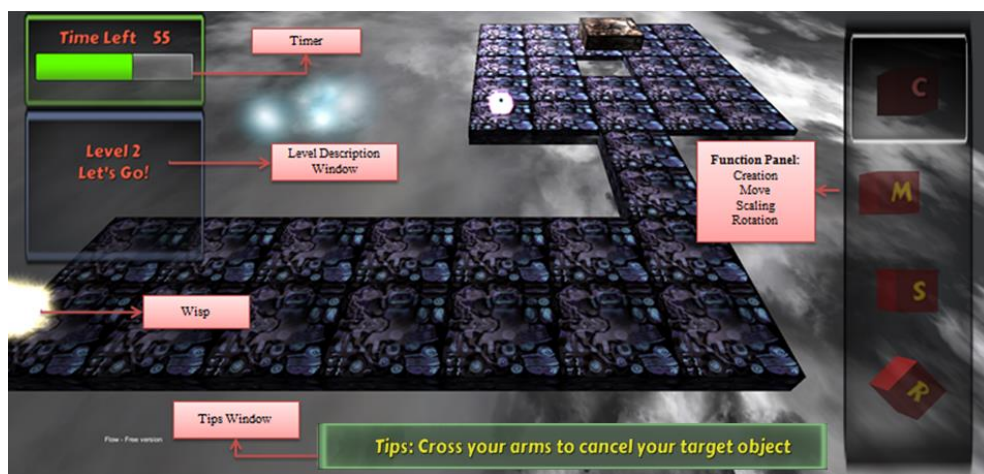 Time Left 55
Timer
Level 2
Let's Go!
Level Description
Window
Function Panel:
Creation
Move
Scaling
Rotation
C
M
S
R
Wisp
Tips Window
Flow - Free version
Tips: Cross your arms to cancel your target object